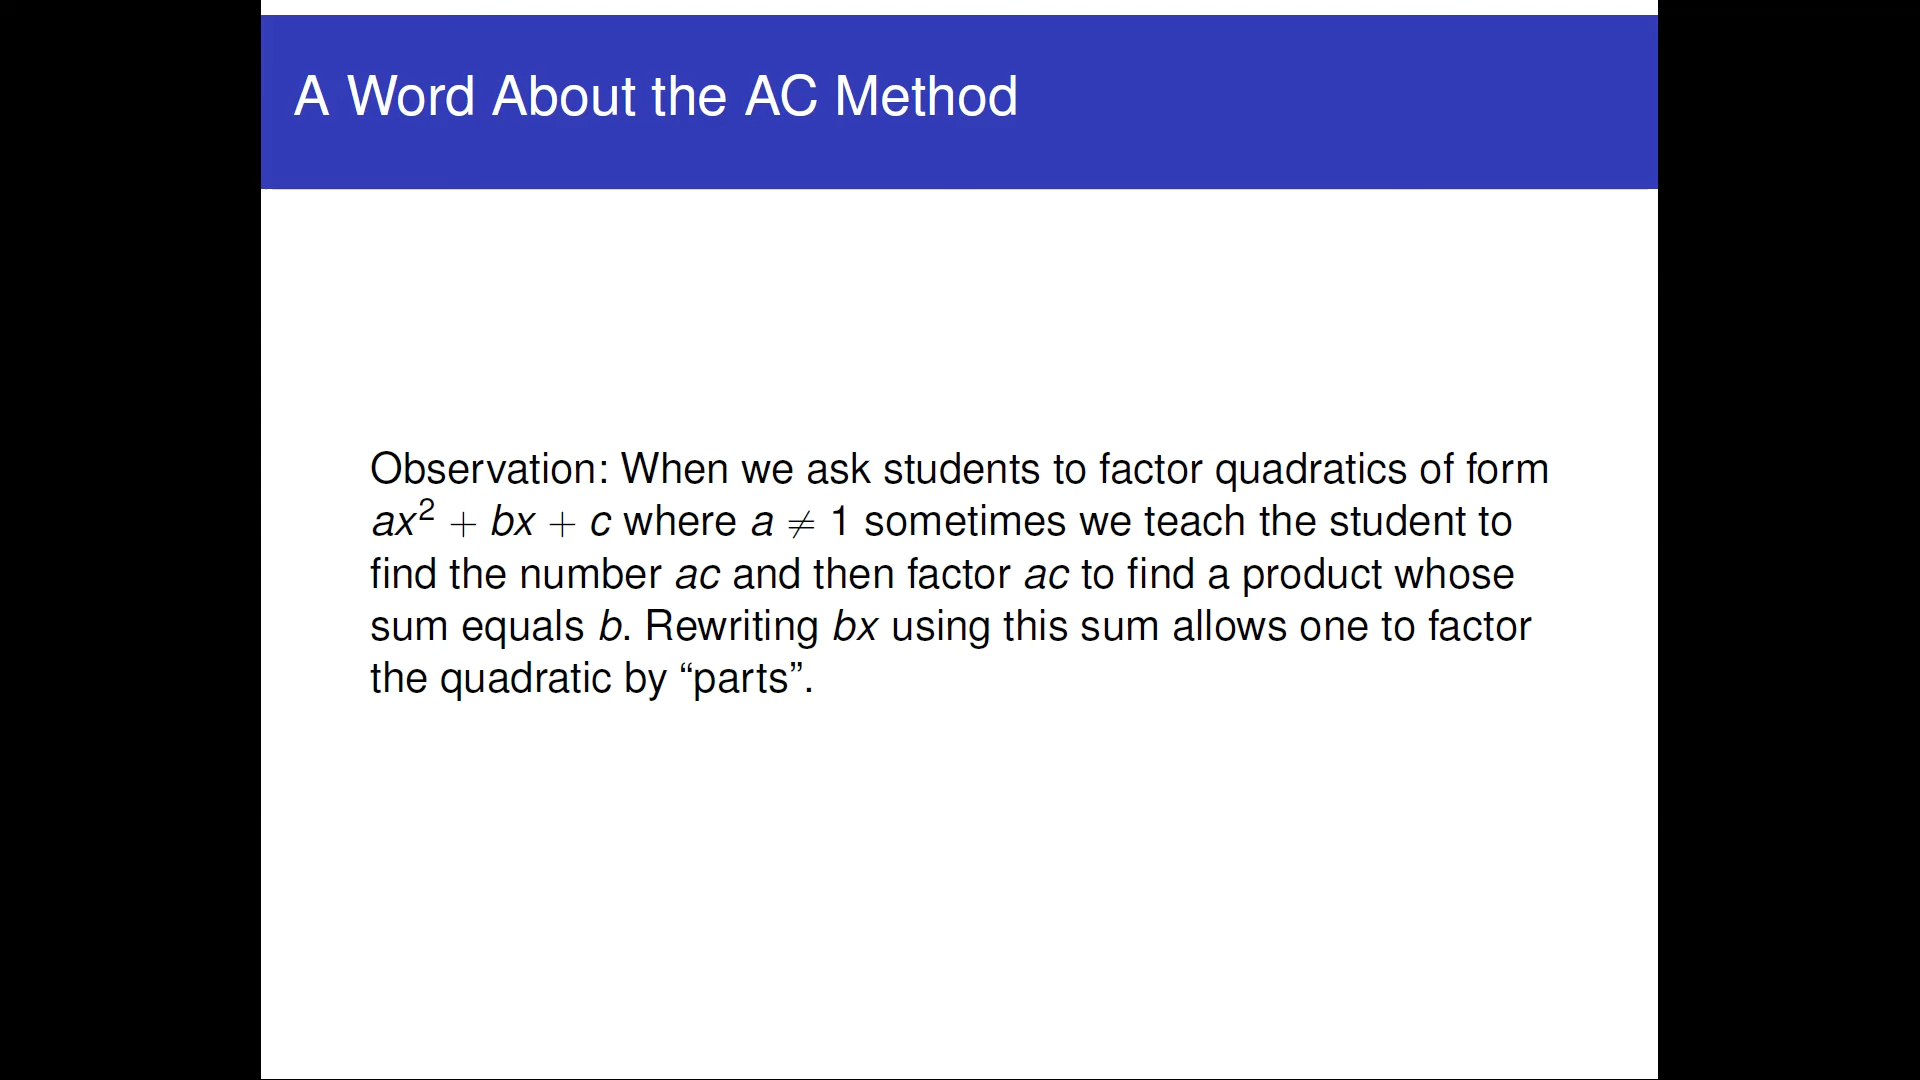 A Word About the AC Method
Observation: When we ask students to factor quadratics of form
ax² + bx + c where a ≠ 1 sometimes we teach the student to
find the number ac and then factor ac to find a product whose
sum equals b. Rewriting bx using this sum allows one to factor
the quadratic by “parts”.